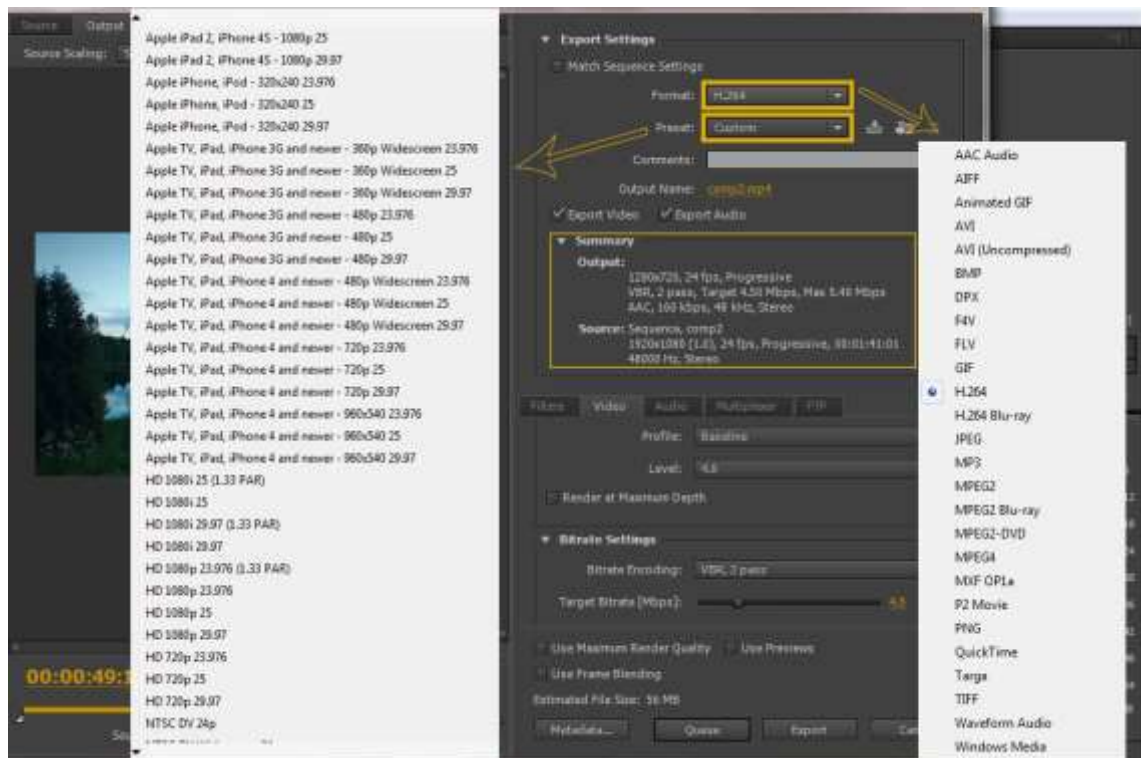 Source
Output
Source Scaling:
Apple iPad 2, iPhone 4S - 1080p 25
Apple iPad 2, iPhone 4S - 1080p 29.97
Apple iPhone, iPod - 320x240 23.976
Apple iPhone, iPod - 320x240 25
Apple iPhone, iPod - 320x240 29.97
Apple TV, iPad, iPhone 3G and newer - 360p Widescreen 23.976
Apple TV, iPad, iPhone 3G and newer - 360p Widescreen 25
Apple TV, iPad, iPhone 3G and newer - 360p Widescreen 29.97
Apple TV, iPad, iPhone 3G and newer - 480p 23.976
Apple TV, iPad, iPhone 3G and newer - 480p 25
Apple TV, iPad, iPhone 3G and newer - 480p 29.97
Apple TV, iPad, iPhone 4 and newer - 480p Widescreen 23.976
Apple TV, iPad, iPhone 4 and newer - 480p Widescreen 25
Apple TV, iPad, iPhone 4 and newer - 480p Widescreen 29.97
Apple TV, iPad, iPhone 4 and newer - 720p 23.976
Apple TV, iPad, iPhone 4 and newer - 720p 25
Apple TV, iPad, iPhone 4 and newer - 720p 29.97
Apple TV, iPad, iPhone 4 and newer - 960x540 23.976
Apple TV, iPad, iPhone 4 and newer - 960x540 25
Apple TV, iPad, iPhone 4 and newer - 960x540 29.97
HD 1080i 25 (1.33 PAR)
HD 1080i 25
HD 1080i 29.97 (1.33 PAR)
HD 1080i 29.97
HD 1080p 23.976 (1.33 PAR)
HD 1080p 23.976
HD 1080p 25
HD 1080p 29.97
HD 720p 23.976
HD 720p 25
HD 720p 29.97
NTSC DV 24p
00:00:49:1
Export Settings
Match Sequence Settings
Format: H.264
Preset: Custom
Comments:
Output Name: comp2.mp4
Export Video Export Audio
Summary
Output:
1280x720, 24 fps, Progressive
VBR, 2 pass, Target 4.50 Mbps, Max 5.40 Mbps
AAC, 160 kbps, 48 kHz, Stereo
Source: Sequence, comp2
1920x1080 (1.0), 24 fps, Progressive, 00:01:41:01
48000 Hz, Stereo
Filters Video Audio Multiplexer FTP
Profile: Baseline
Level:
Render at Maximum Depth
Bitrate Settings
Bitrate Encoding: VBR, 2 pass
Target Bitrate [Mbps]: 4.5
Use Maximum Render Quality Use Previews
Use Frame Blending
Estimated File Size: 56 MB
Metadata... Queue Export
AAC Audio
AIFF
Animated GIF
AVI
AVI (Uncompressed)
BMP
DPX
F4V
FLV
GIF
H.264
H.264 Blu-ray
JPEG
MP3
MPEG2
MPEG2 Blu-ray
MPEG2-DVD
MPEG4
MXF OP1a
P2 Movie
PNG
QuickTime
Targa
TIFF
Waveform Audio
Windows Media